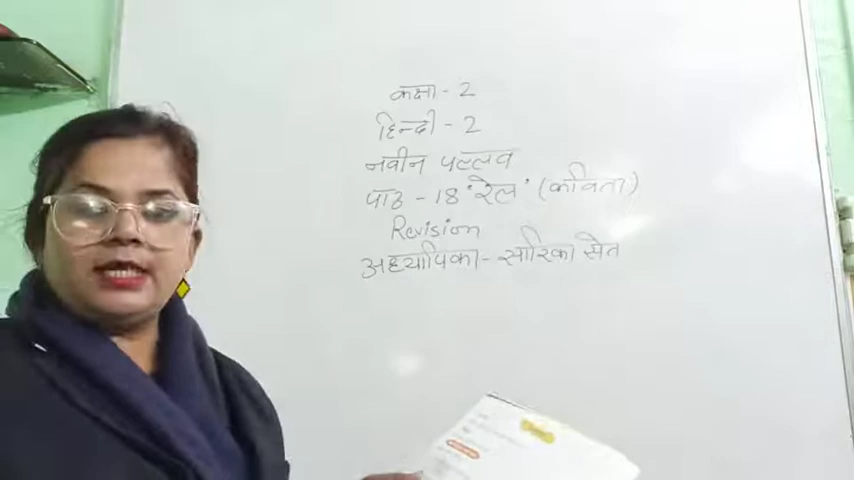 कक्षा - 2
हिन्दी - 2
नवीन पल्लव
पाठ - 18 'रेल' (कविता)
Revision
अध्यापिका - सारिका सेन